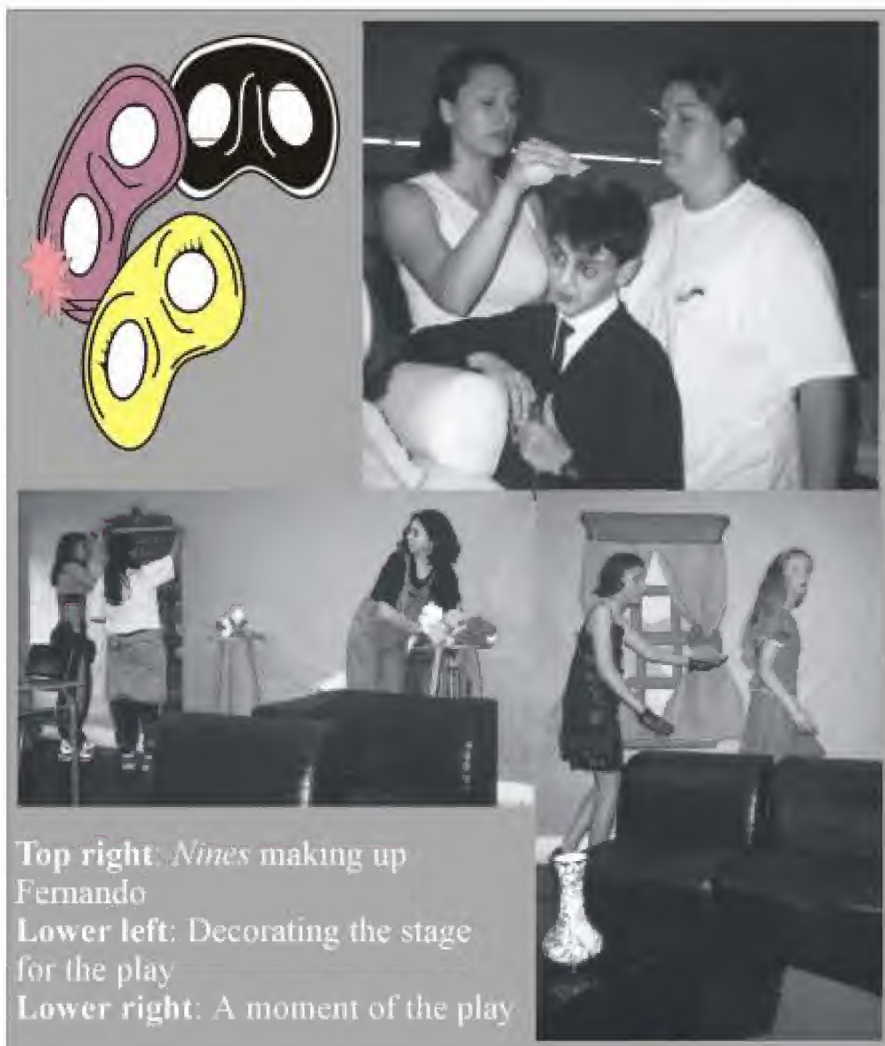 Top right: Nines making up
Fernando
Lower left: Decorating the stage
for the play
Lower right: A moment of the play